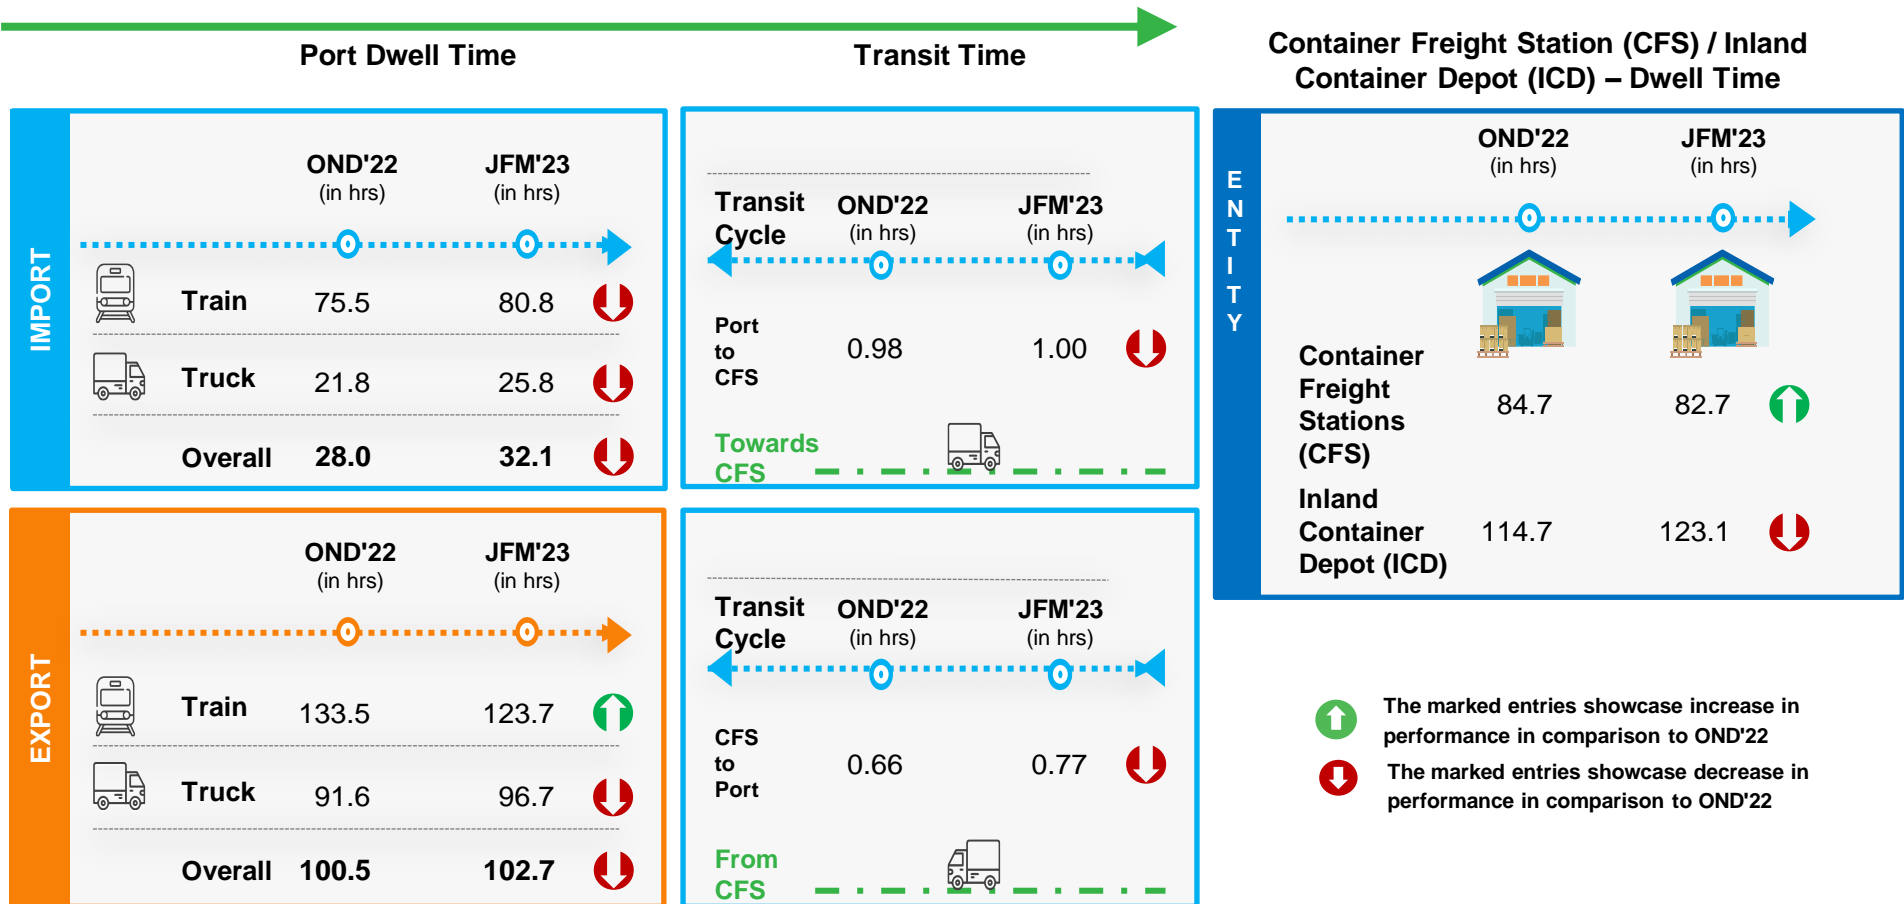 Port Dwell Time
Transit Time
Container Freight Station (CFS) / Inland
Container Depot (ICD) – Dwell Time
IMPORT
OND'22
JFM'23
(in hrs)
(in hrs)
Train
75.5
80.8
Truck
21.8
25.8
Overall
28.0
32.1
Transit
Cycle
OND'22
JFM'23
(in hrs)
(in hrs)
Port
to
CFS
0.98
1.00
Towards
CFS
ENTITY
OND'22
JFM'23
(in hrs)
(in hrs)
Container
Freight
Stations
(CFS)
84.7
82.7
Inland
Container
Depot (ICD)
114.7
123.1
EXPORT
OND'22
JFM'23
(in hrs)
(in hrs)
Train
133.5
123.7
Truck
91.6
96.7
Overall
100.5
102.7
Transit
Cycle
OND'22
JFM'23
(in hrs)
(in hrs)
CFS
to
Port
0.66
0.77
From
CFS
The marked entries showcase increase in
performance in comparison to OND'22
The marked entries showcase decrease in
performance in comparison to OND'22